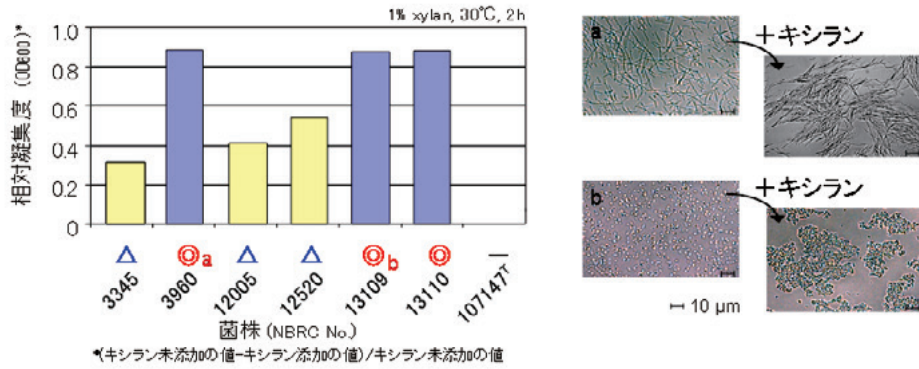 1% xylan, 30℃, 2h
相対凝集度 (OD600)*
1.0
0.8
0.6
0.4
0.2
0
△ ◎a △ △ ◎b ◎ —
3345 3960 12005 12520 13109 13110 107147T
菌株 (NBRC No.)
*(キシラン未添加の値-キシラン添加の値)/キシラン未添加の値
a
+キシラン
b
+キシラン
10 μm